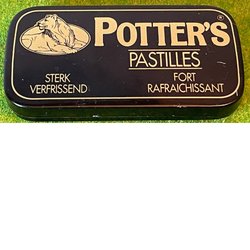 POTTER'S®
PASTILLES
STERK
VERFRISSEND
FORT
RAFRAICHISSANT